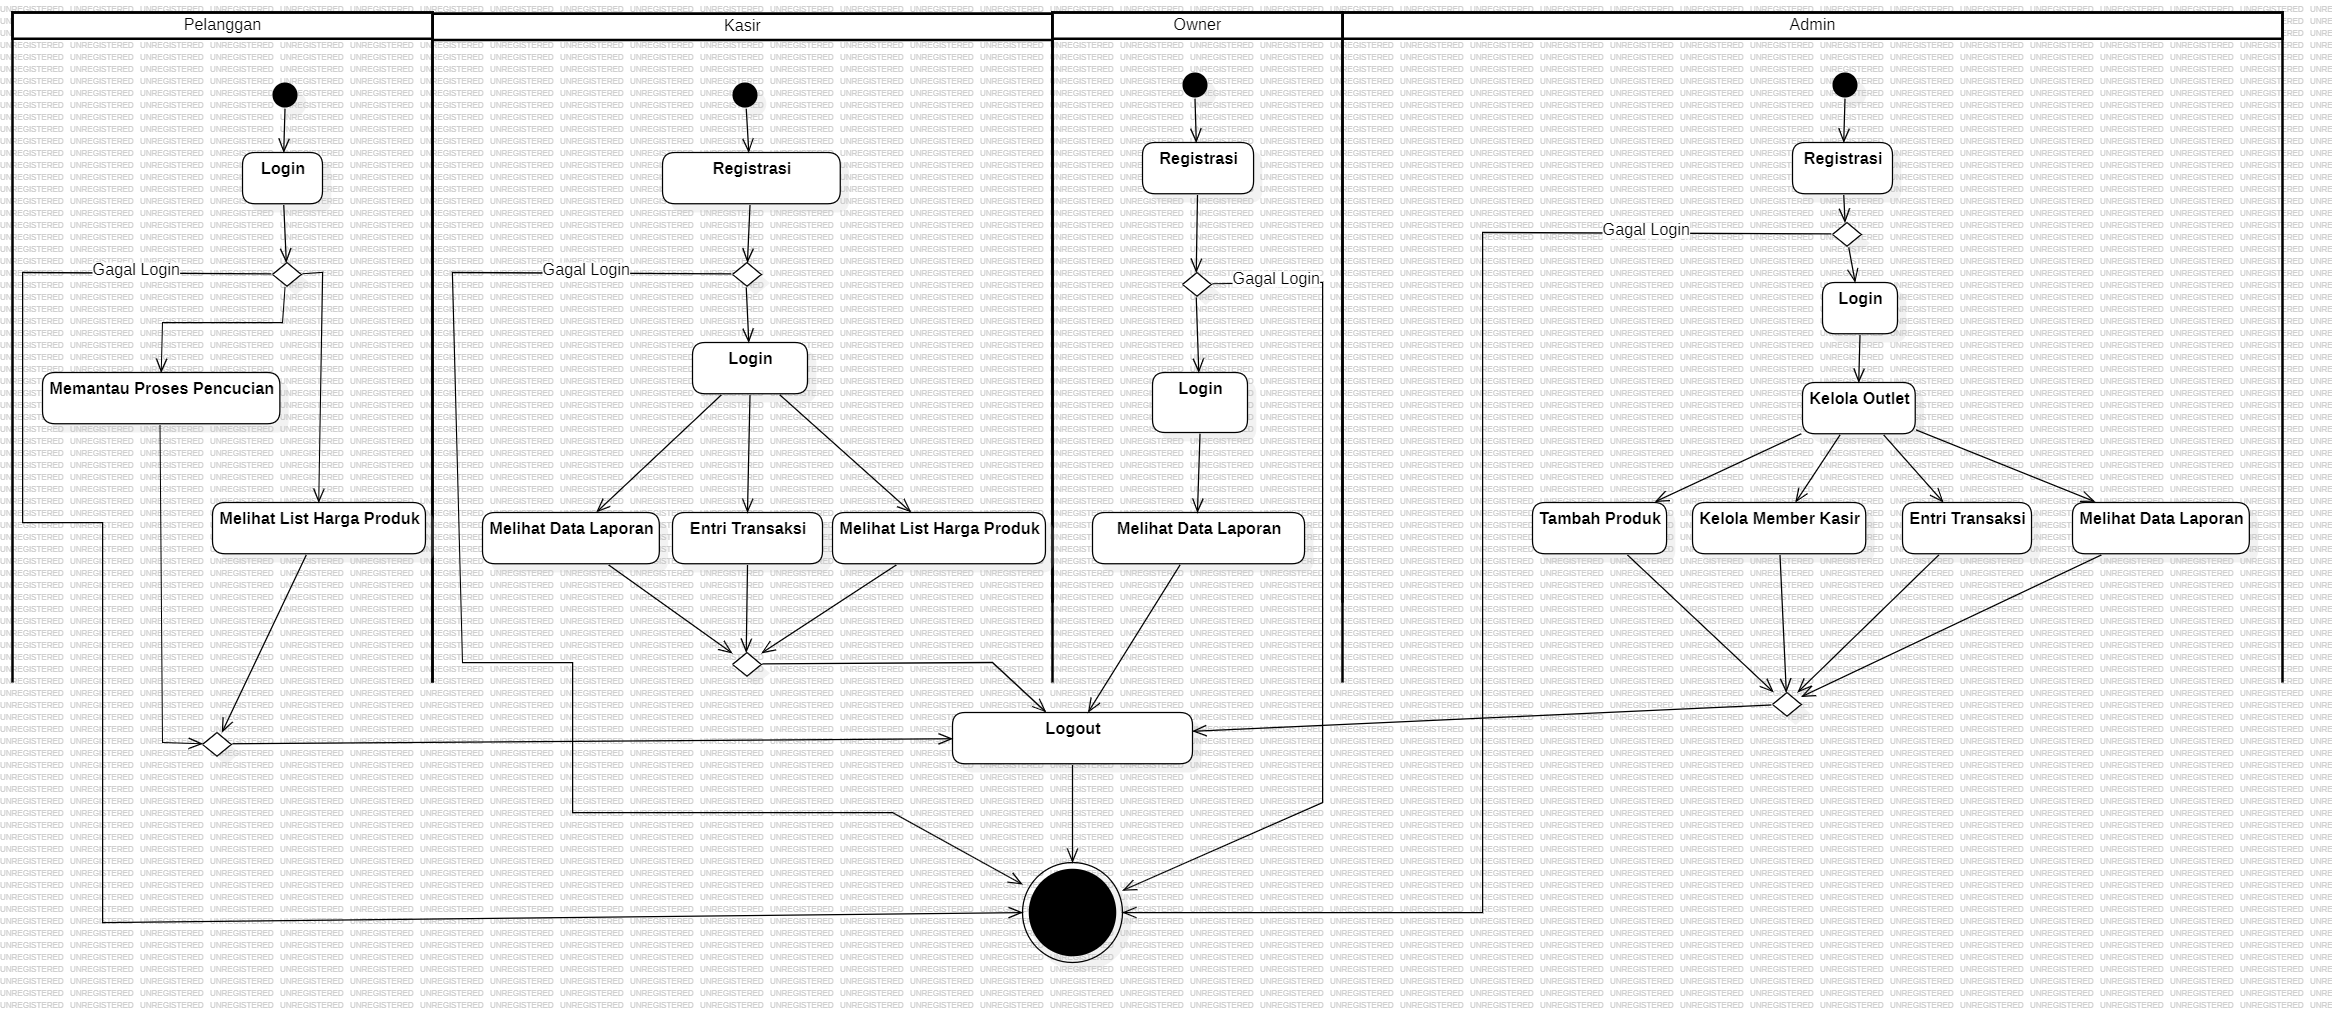 Pelanggan
Kasir
Owner
Admin
Registrasi
Registrasi
Login
Registrasi
Gagal Login
Gagal Login
Gagal Login
Gagal Login
Login
Login
Memantau Proses Pencucian
Login
Kelola Outlet
Melihat List Harga Produk
Melihat Data Laporan
Entri Transaksi
Melihat List Harga Produk
Melihat Data Laporan
Tambah Produk
Kelola Member Kasir
Entri Transaksi
Melihat Data Laporan
Logout
UNREGISTERED